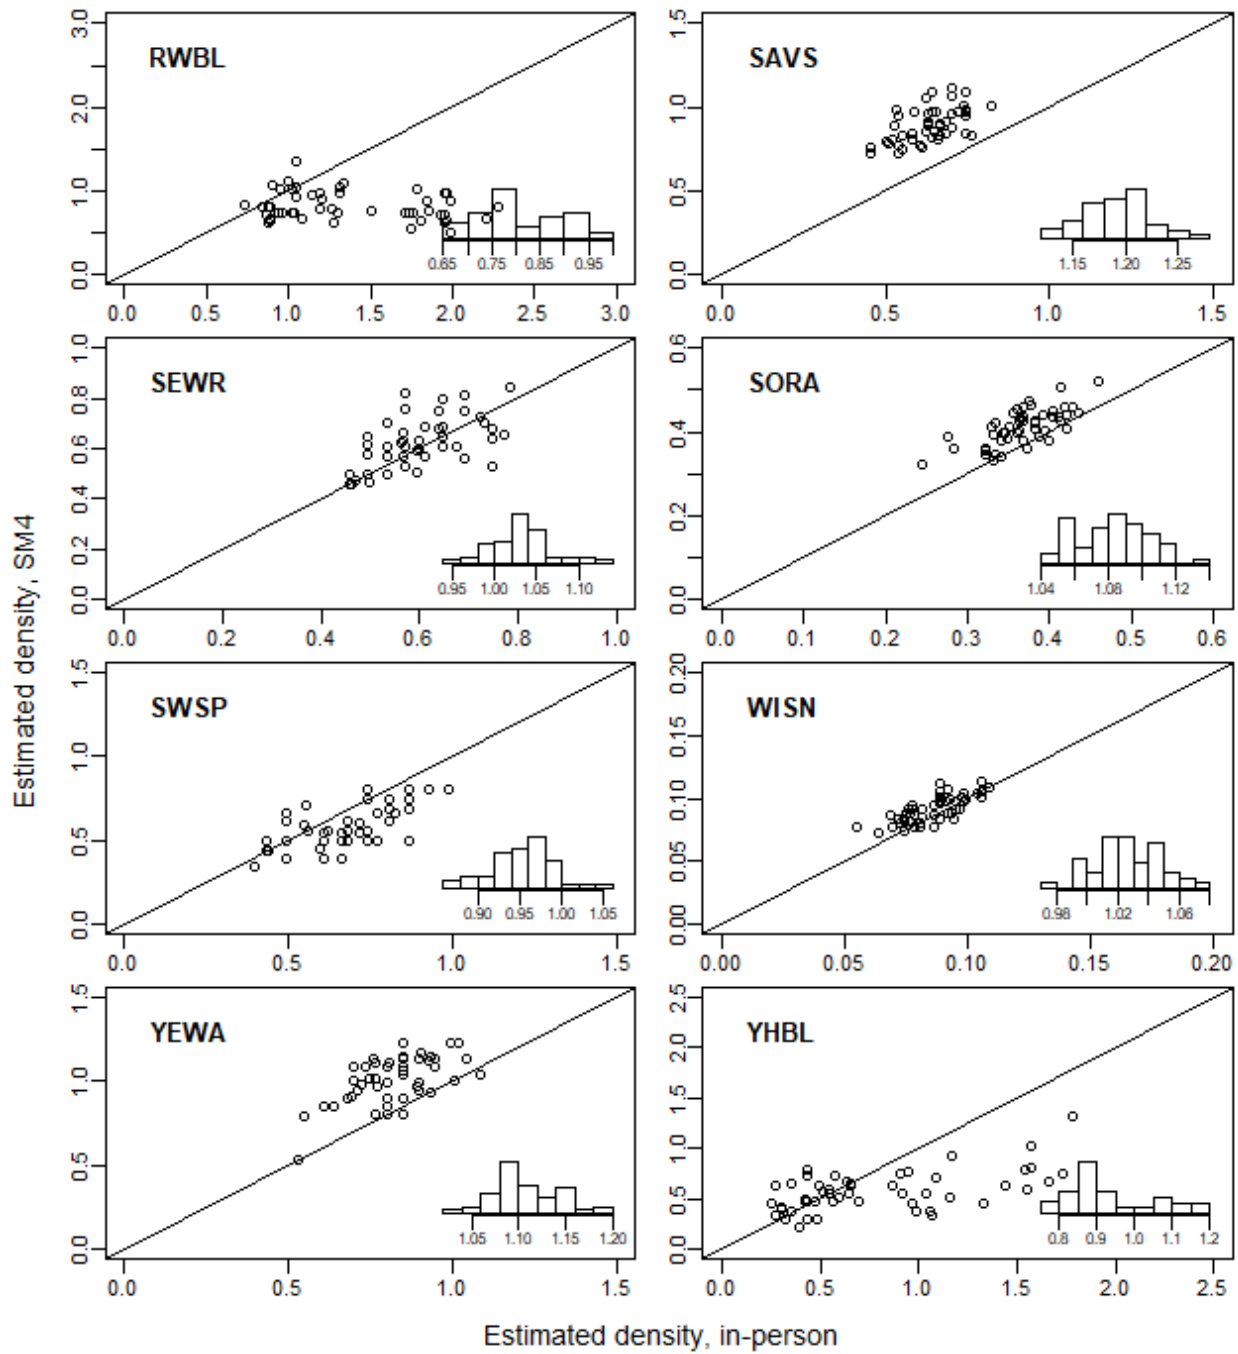 RWBL
3.0
2.0
1.0
0.0
0.65 0.75 0.85 0.95
0.0 0.5 1.0 1.5 2.0 2.5 3.0
SAVS
1.5
1.0
0.5
0.0
1.15 1.20 1.25
0.0 0.5 1.0 1.5
SEWR
1.0
0.8
0.6
0.4
0.2
0.0
0.95 1.00 1.05 1.10
0.0 0.2 0.4 0.6 0.8 1.0
SORA
0.6
0.4
0.2
0.0
1.04 1.08 1.12
0.0 0.1 0.2 0.3 0.4 0.5 0.6
SWSP
1.5
1.0
0.5
0.0
0.90 0.95 1.00 1.05
0.0 0.5 1.0 1.5
WISN
0.20
0.15
0.10
0.05
0.00
0.98 1.02 1.06
0.00 0.05 0.10 0.15 0.20
YEWA
1.5
1.0
0.5
0.0
1.05 1.10 1.15 1.20
0.0 0.5 1.0 1.5
YHBL
2.5
2.0
1.5
1.0
0.5
0.0
0.8 0.9 1.0 1.1 1.2
0.0 0.5 1.0 1.5 2.0 2.5
Estimated density, SM4
Estimated density, in-person